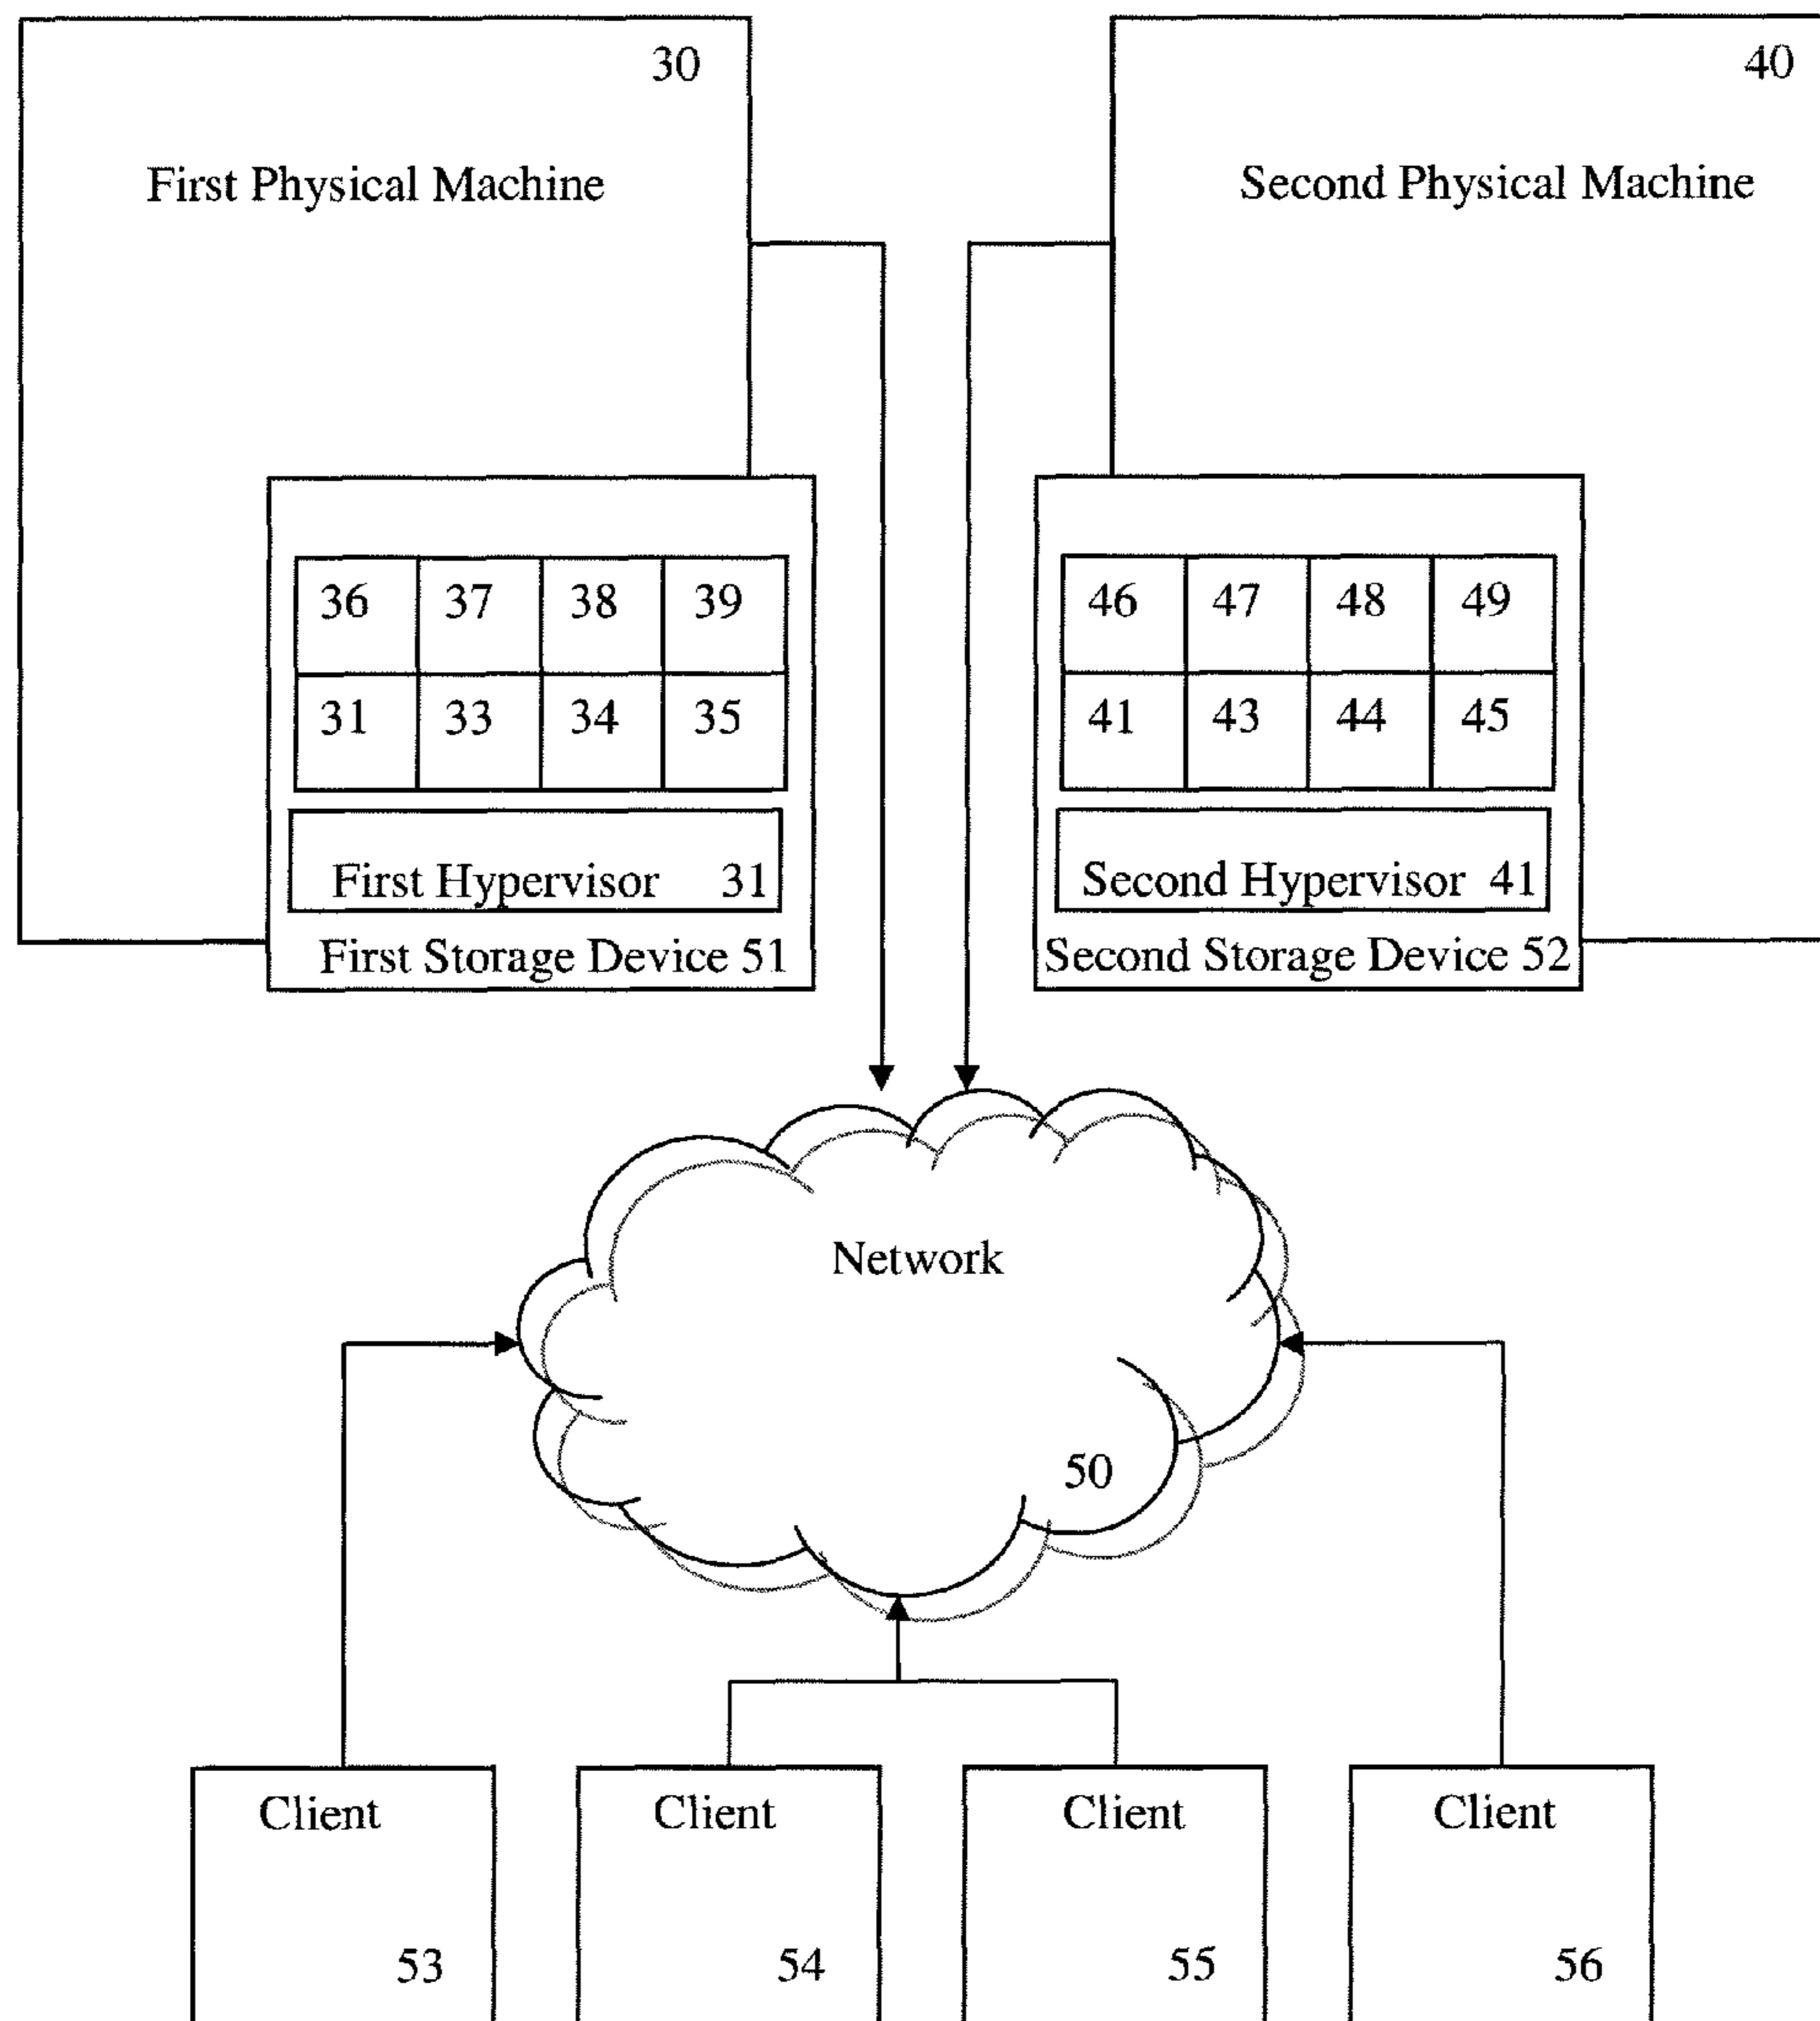 30
First Physical Machine
36 37 38 39
31 33 34 35
First Hypervisor 31
First Storage Device 51
40
Second Physical Machine
46 47 48 49
41 43 44 45
Second Hypervisor 41
Second Storage Device 52
Network
50
Client
53
Client
54
Client
55
Client
56